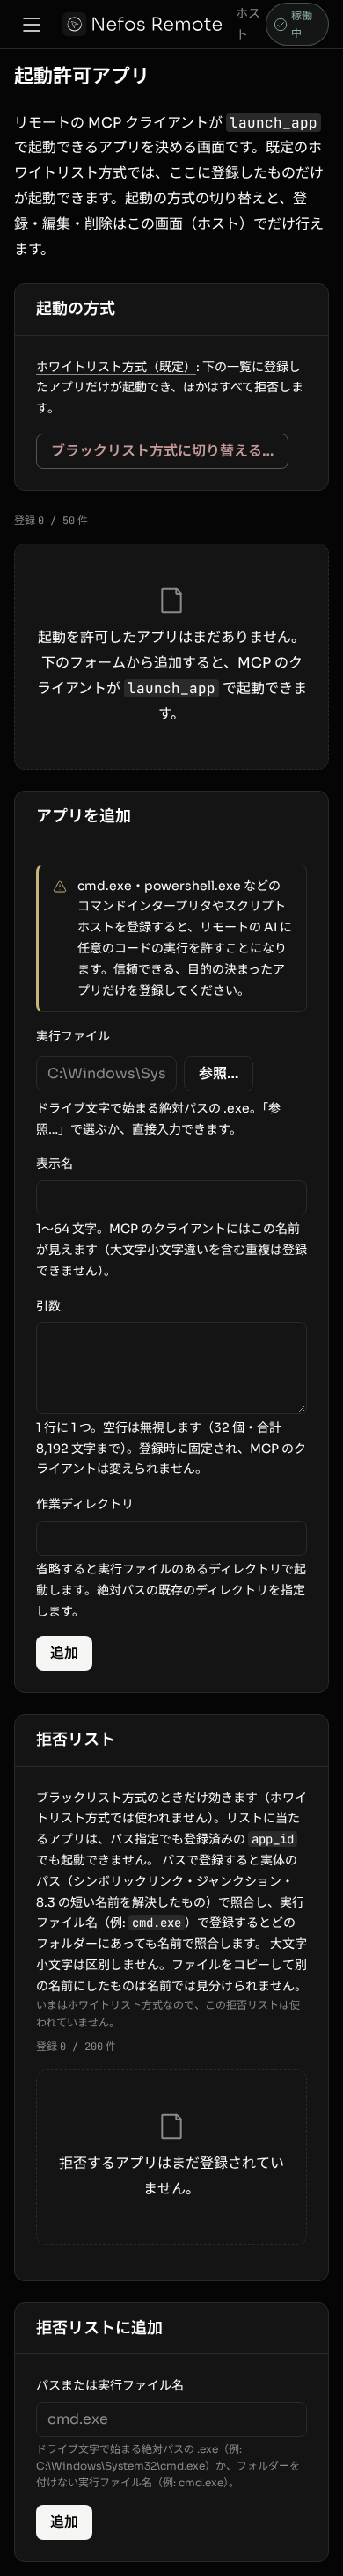 Nefos Remote
ホス
ト
稼働
中
起動許可アプリ
リモートの MCP クライアントが launch_app
で起動できるアプリを決める画面です。既定のホ
ワイトリスト方式では、ここに登録したものだけ
が起動できます。起動の方式の切り替えと、登
録・編集・削除はこの画面（ホスト）でだけ行え
ます。
起動の方式
ホワイトリスト方式（既定）: 下の一覧に登録し
たアプリだけが起動でき、ほかはすべて拒否しま
す。
ブラックリスト方式に切り替える...
登録 0 / 50 件
起動を許可したアプリはまだありません。
下のフォームから追加すると、MCP のク
ライアントが launch_app で起動できま
す。
アプリを追加
cmd.exe・powershell.exe などの
コマンドインタープリタやスクリプト
ホストを登録すると、リモートの AI に
任意のコードの実行を許すことになり
ます。信頼できる、目的の決まったア
プリだけを登録してください。
実行ファイル
C:\Windows\Sys
参照...
ドライブ文字で始まる絶対パスの .exe。「参
照...」で選ぶか、直接入力できます。
表示名
1〜64 文字。MCP のクライアントにはこの名前
が見えます（大文字小文字違いを含む重複は登録
できません）。
引数
1 行に 1 つ。空行は無視します（32 個・合計
8,192 文字まで）。登録時に固定され、MCP のク
ライアントは変えられません。
作業ディレクトリ
省略すると実行ファイルのあるディレクトリで起
動します。絶対パスの既存のディレクトリを指定
します。
追加
拒否リスト
ブラックリスト方式のときだけ効きます（ホワイ
トリスト方式では使われません）。リストに当た
るアプリは、パス指定でも登録済みの app_id
でも起動できません。 パスで登録すると実体の
パス（シンボリックリンク・ジャンクション・
8.3 の短い名前を解決したもの）で照合し、実行
ファイル名（例: cmd.exe）で登録するとどの
フォルダーにあっても名前で照合します。 大文字
小文字は区別しません。ファイルをコピーして別
の名前にしたものは名前では見分けられません。
いまはホワイトリスト方式なので、この拒否リストは使
われていません。
登録 0 / 200 件
拒否するアプリはまだ登録されてい
ません。
拒否リストに追加
パスまたは実行ファイル名
cmd.exe
ドライブ文字で始まる絶対パスの .exe（例:
C:\Windows\System32\cmd.exe）か、フォルダーを
付けない実行ファイル名（例: cmd.exe）。
追加